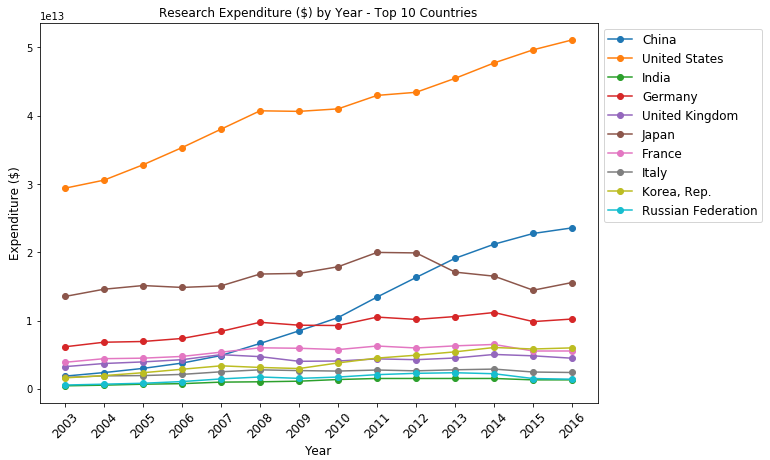 Research Expenditure ($) by Year - Top 10 Countries
1e13
5
4
3
2
1
0
Expenditure ($)
2003
2004
2005
2006
2007
2008
2009
2010
2011
2012
2013
2014
2015
2016
Year
China
United States
India
Germany
United Kingdom
Japan
France
Italy
Korea, Rep.
Russian Federation